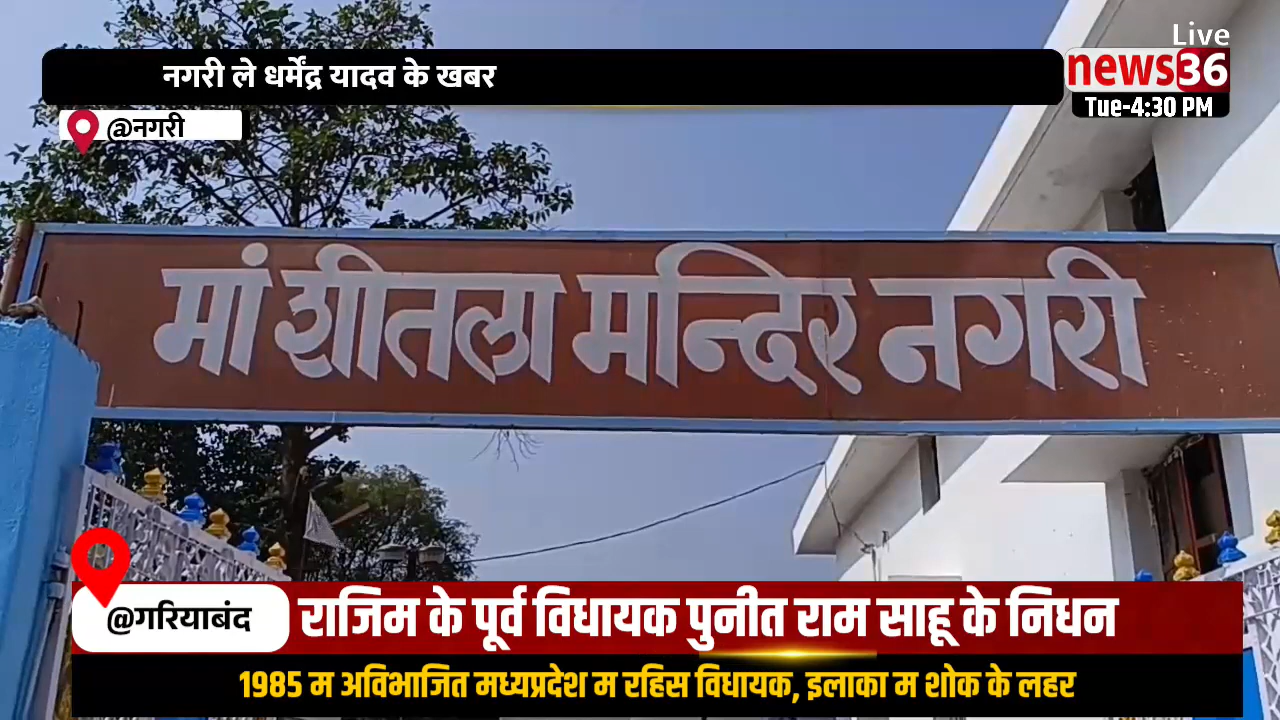 Live
नगरी ले धर्मेंद्र यादव के खबर
news36
Tue-4:30 PM
@नगरी
मां शीतला मन्दिर नगरी
@गरियाबंद
राजिम के पूर्व विधायक पुनीत राम साहू के निधन
1985 म अविभाजित मध्यप्रदेश म रहिस विधायक, इलाका म शोक के लहर